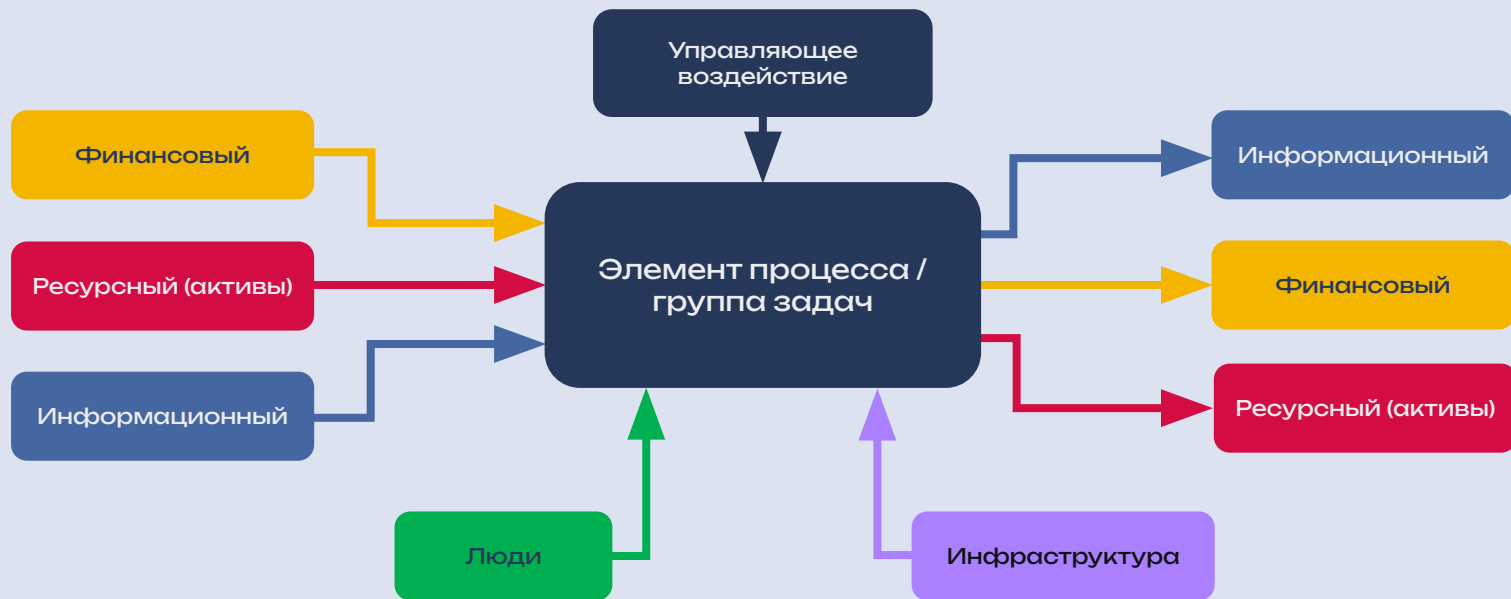 Управляющее
воздействие
Финансовый
Информационный
Ресурсный (активы)
Элемент процесса /
группа задач
Финансовый
Информационный
Ресурсный (активы)
Люди
Инфраструктура